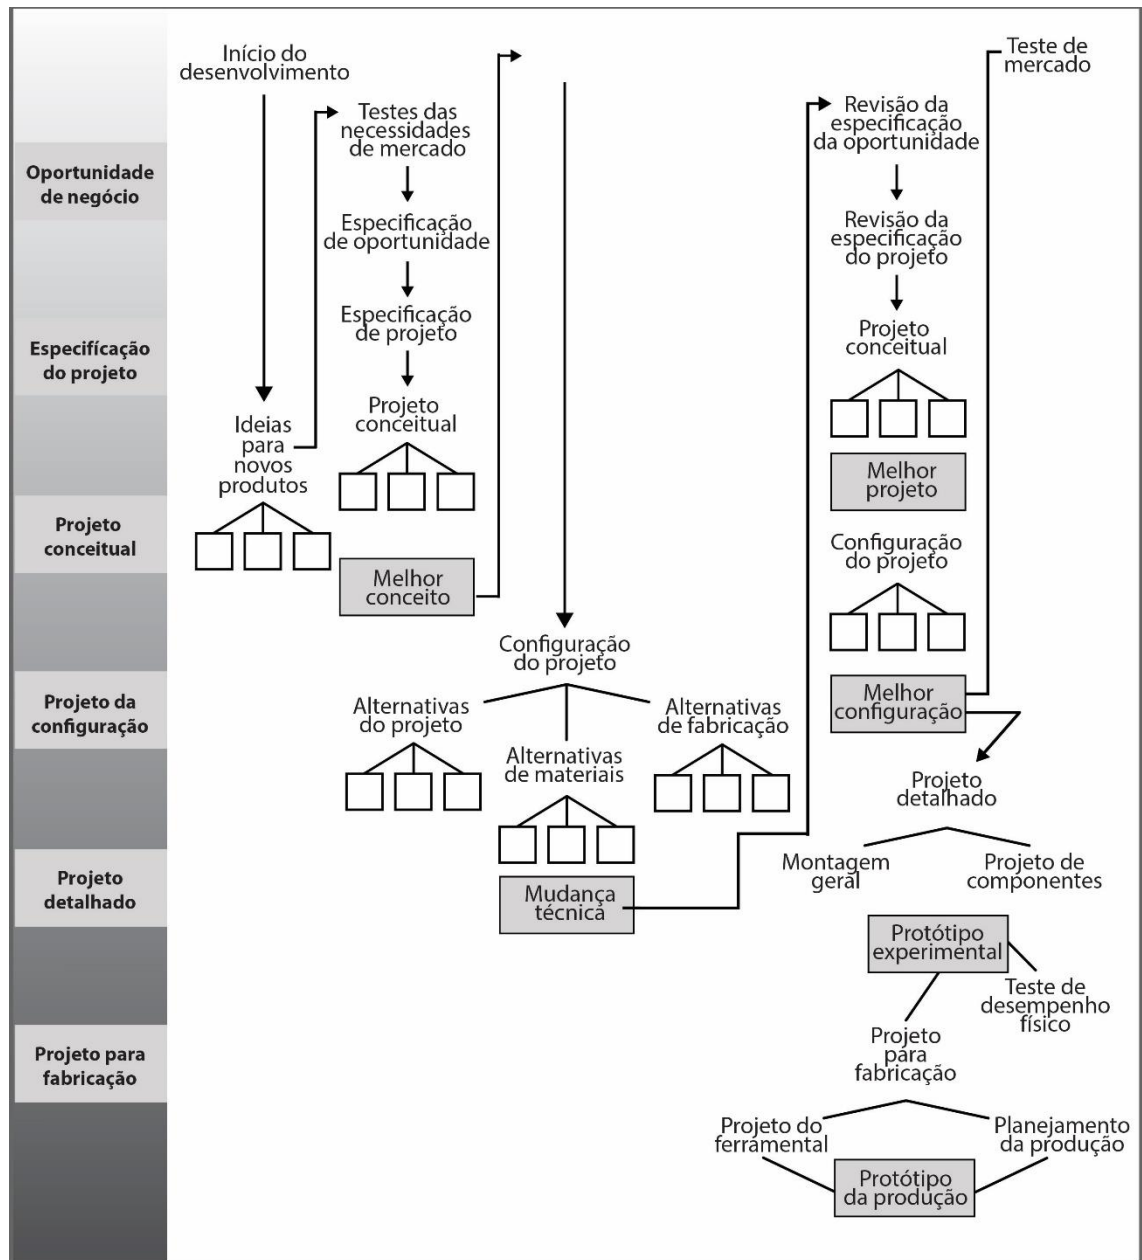 Oportunidade
de negócio
Especifícação
do projeto
Projeto
conceitual
Projeto da
configuração
Projeto
detalhado
Projeto para
fabricação
Início do
desenvolvimento
Ideias
para
novos
produtos
Testes das
necessidades
de mercado
Especificação
de oportunidade
Especificação
de projeto
Projeto
conceitual
Melhor
conceito
Configuração
do projeto
Alternativas
do projeto
Alternativas
de materiais
Alternativas
de fabricação
Mudança
técnica
Revisão da
especificação
da oportunidade
Revisão da
especificação
do projeto
Projeto
conceitual
Melhor
projeto
Configuração
do projeto
Melhor
configuração
Teste de
mercado
Projeto
detalhado
Montagem
geral
Projeto de
componentes
Protótipo
experimental
Teste de
desempenho
físico
Projeto
para
fabricação
Projeto do
ferramental
Planejamento
da produção
Protótipo
da produção